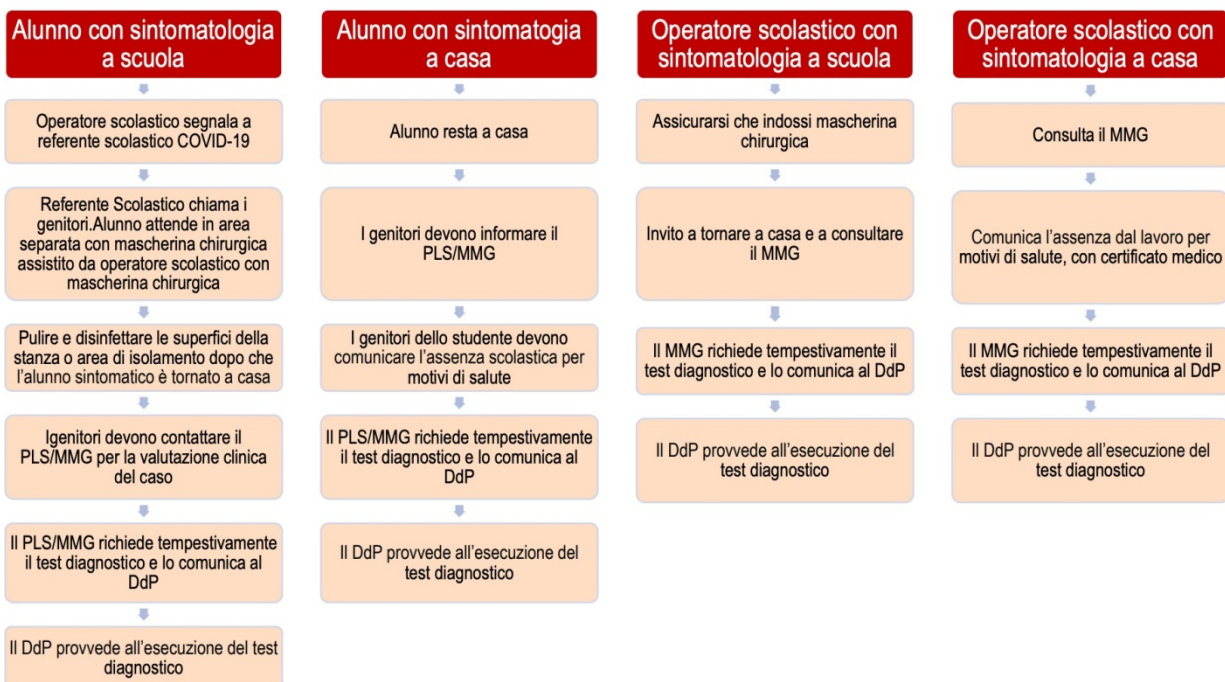 Alunno con sintomatologia
a scuola
Operatore scolastico segnala a
referente scolastico COVID-19
Referente Scolastico chiama i
genitori.Alunno attende in area
separata con mascherina chirurgica
assistito da operatore scolastico con
mascherina chirurgica
Pulire e disinfettare le superfici della
stanza o area di isolamento dopo che
l'alunno sintomatico è tornato a casa
Igenitori devono contattare il
PLS/MMG per la valutazione clinica
del caso
Il PLS/MMG richiede tempestivamente
il test diagnostico e lo comunica al
DdP
Il DdP provvede all'esecuzione del test
diagnostico
Alunno con sintomatogia
a casa
Alunno resta a casa
I genitori devono informare il
PLS/MMG
I genitori dello studente devono
comunicare l'assenza scolastica per
motivi di salute
Il PLS/MMG richiede tempestivamente
il test diagnostico e lo comunica al
DdP
Il DdP provvede all'esecuzione del
test diagnostico
Operatore scolastico con
sintomatologia a scuola
Assicurarsi che indossi mascherina
chirurgica
Invito a tornare a casa e a consultare
il MMG
Il MMG richiede tempestivamente il
test diagnostico e lo comunica al DdP
Il DdP provvede all'esecuzione del
test diagnostico
Operatore scolastico con
sintomatologia a casa
Consulta il MMG
Comunica l'assenza dal lavoro per
motivi di salute, con certificato medico
Il MMG richiede tempestivamente il
test diagnostico e lo comunica al DdP
Il DdP provvede all'esecuzione del
test diagnostico